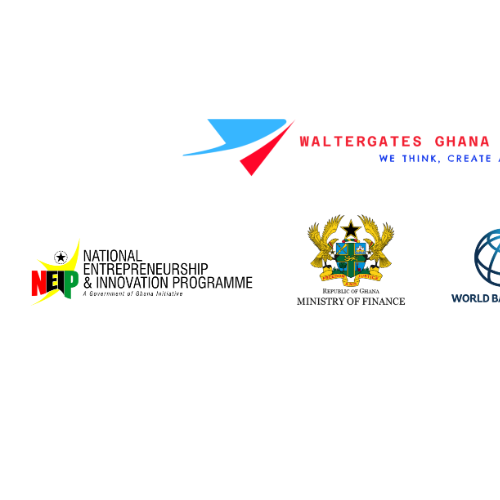 WALTERGATES GHANA
WE THINK, CREATE A
NATIONAL
ENTREPRENEURSHIP
& INNOVATION PROGRAMME
NEIP
A Government of Ghana Initiative
REPUBLIC OF GHANA
MINISTRY OF FINANCE
WORLD BA